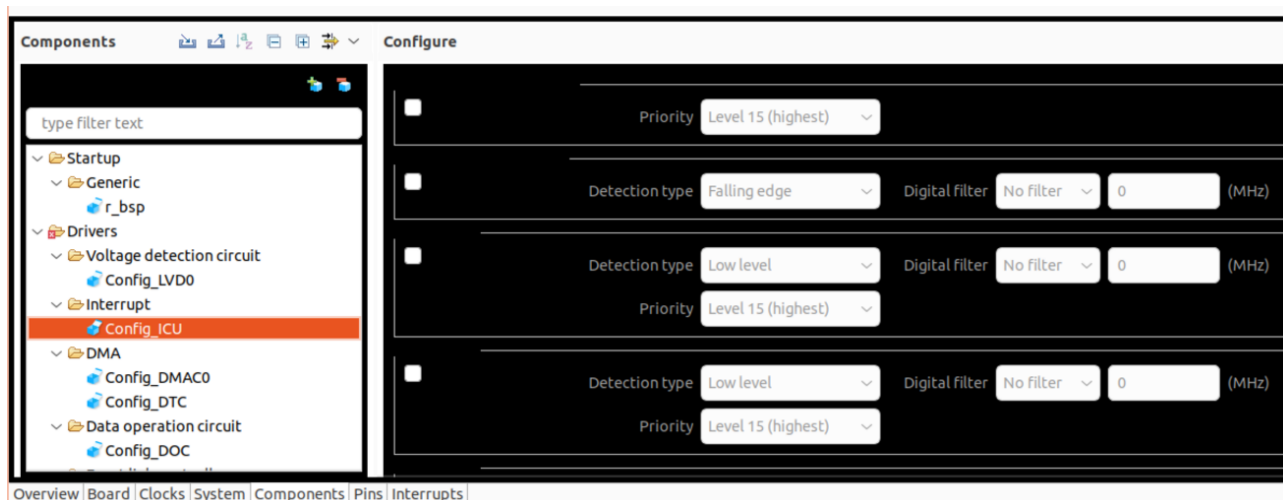 Components
Configure
type filter text
Startup
Generic
r_bsp
Drivers
Voltage detection circuit
Config_LVD0
Interrupt
Config_ICU
DMA
Config_DMAC0
Config_DTC
Data operation circuit
Config_DOC
Priority Level 15 (highest)
Detection type Falling edge Digital filter No filter 0 (MHz)
Detection type Low level Digital filter No filter 0 (MHz)
Priority Level 15 (highest)
Detection type Low level Digital filter No filter 0 (MHz)
Priority Level 15 (highest)
Overview Board Clocks System Components Pins Interrupts